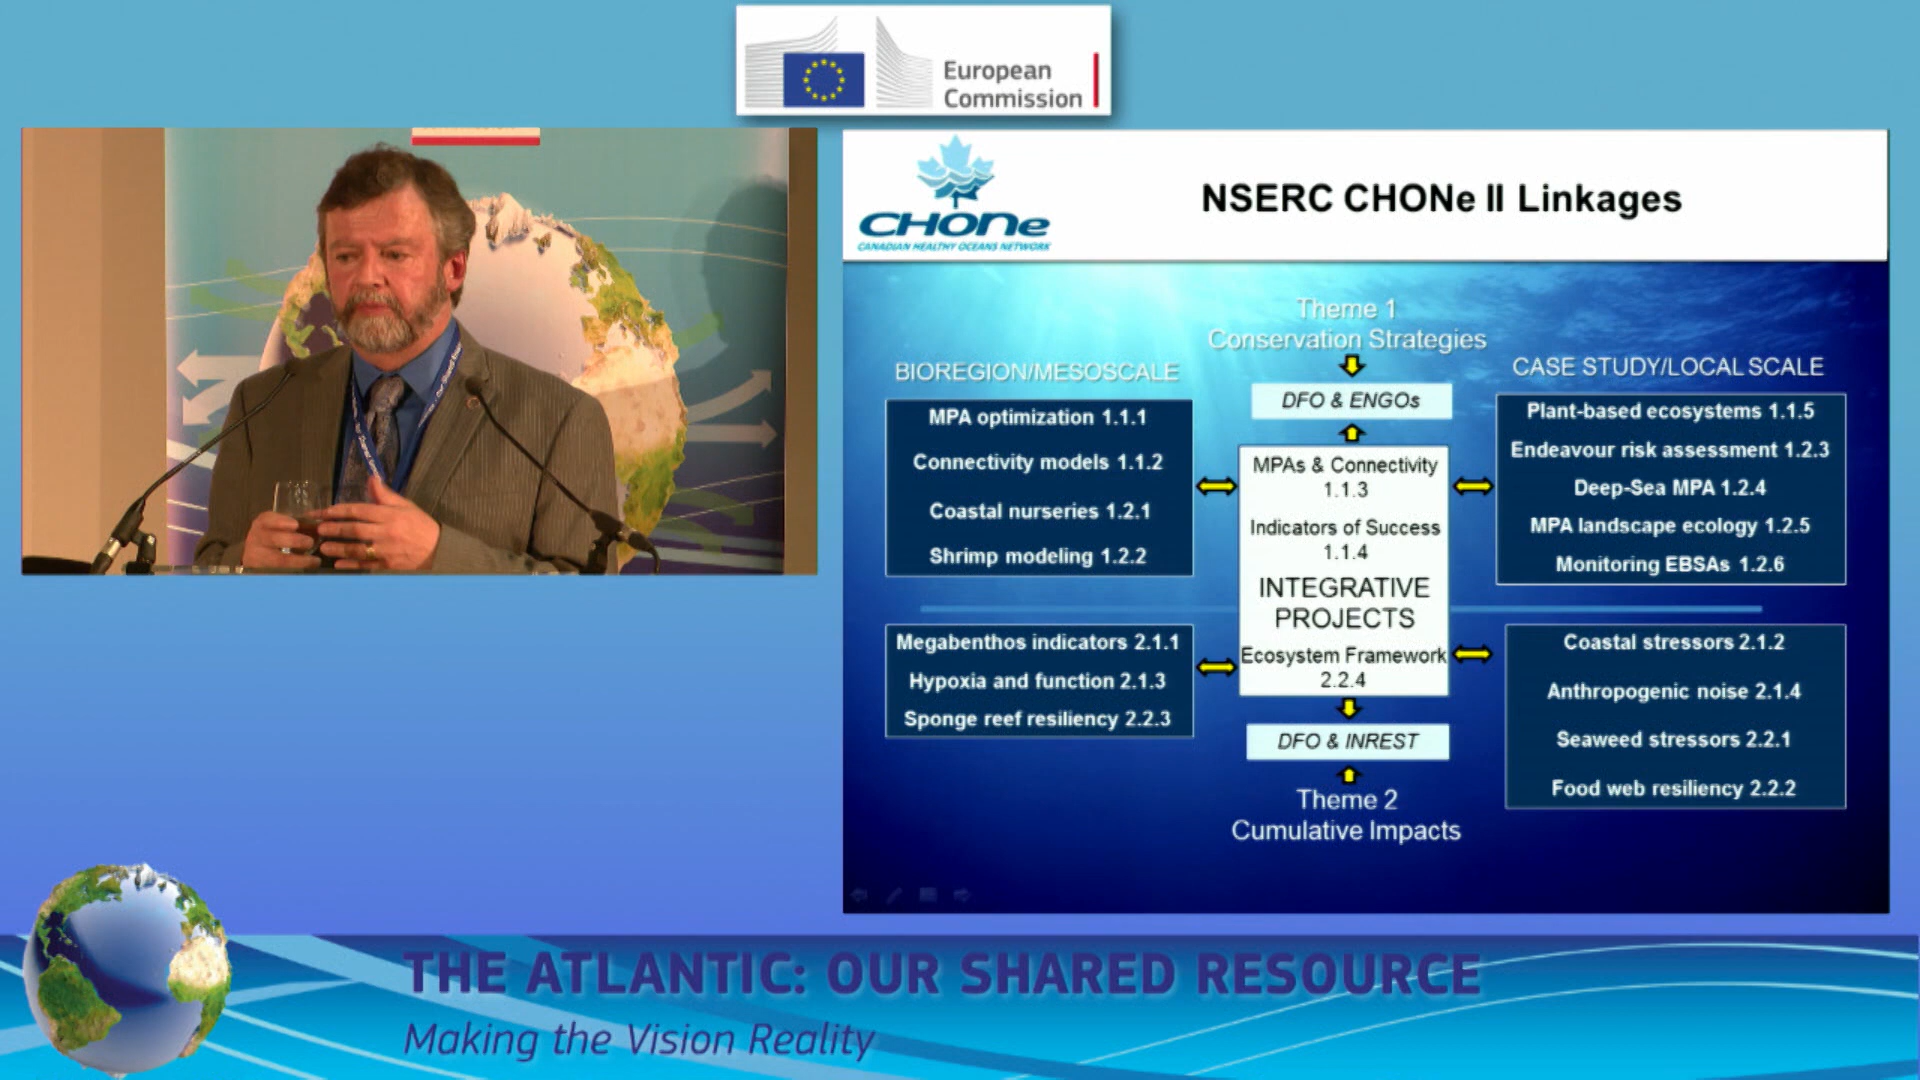 European
Commission
CHONe
CANADIAN HEALTHY OCEANS NETWORK
NSERC CHONe II Linkages
Theme 1
Conservation Strategies
BIOREGION/MESOSCALE
CASE STUDY/LOCAL SCALE
DFO & ENGOs
MPA optimization 1.1.1
Connectivity models 1.1.2
Coastal nurseries 1.2.1
Shrimp modeling 1.2.2
MPAs & Connectivity
1.1.3
Indicators of Success
1.1.4
INTEGRATIVE
PROJECTS
Ecosystem Framework
2.2.4
Plant-based ecosystems 1.1.5
Endeavour risk assessment 1.2.3
Deep-Sea MPA 1.2.4
MPA landscape ecology 1.2.5
Monitoring EBSAs 1.2.6
Megabenthos indicators 2.1.1
Hypoxia and function 2.1.3
Sponge reef resiliency 2.2.3
Coastal stressors 2.1.2
Anthropogenic noise 2.1.4
Seaweed stressors 2.2.1
Food web resiliency 2.2.2
DFO & INREST
Theme 2
Cumulative Impacts
THE ATLANTIC: OUR SHARED RESOURCE
Making the Vision Reality